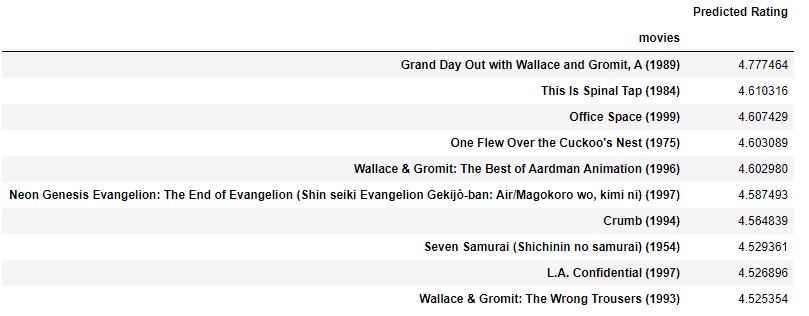 Predicted Rating
movies
Grand Day Out with Wallace and Gromit, A (1989) 4.777464
This Is Spinal Tap (1984) 4.610316
Office Space (1999) 4.607429
One Flew Over the Cuckoo's Nest (1975) 4.603089
Wallace & Gromit: The Best of Aardman Animation (1996) 4.602980
Neon Genesis Evangelion: The End of Evangelion (Shin seiki Evangelion Gekijô-ban: Air/Magokoro wo, kimi ni) (1997) 4.587493
Crumb (1994) 4.564839
Seven Samurai (Shichinin no samurai) (1954) 4.529361
L.A. Confidential (1997) 4.526896
Wallace & Gromit: The Wrong Trousers (1993) 4.525354